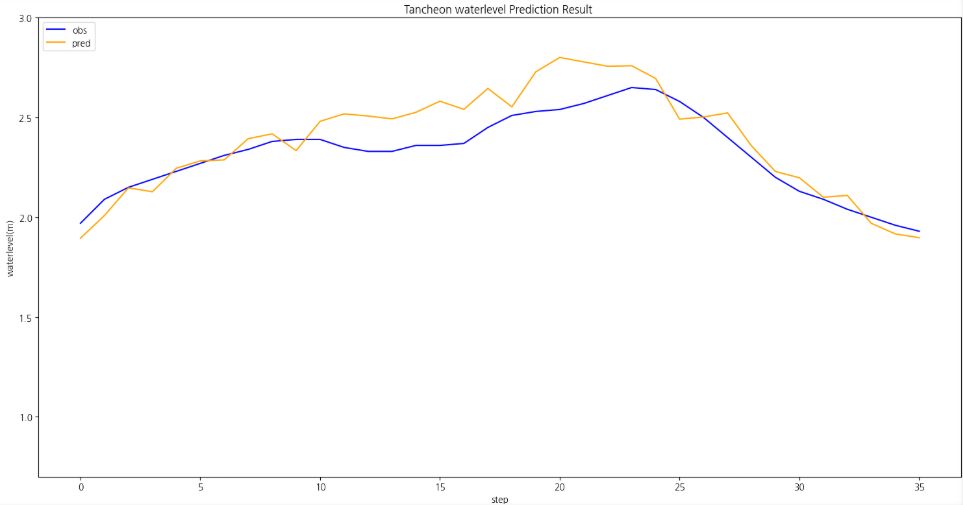 Tancheon waterlevel Prediction Result
obs
pred
waterlevel(m)
3.0
2.5
2.0
1.5
1.0
0 5 10 15 20 25 30 35
step